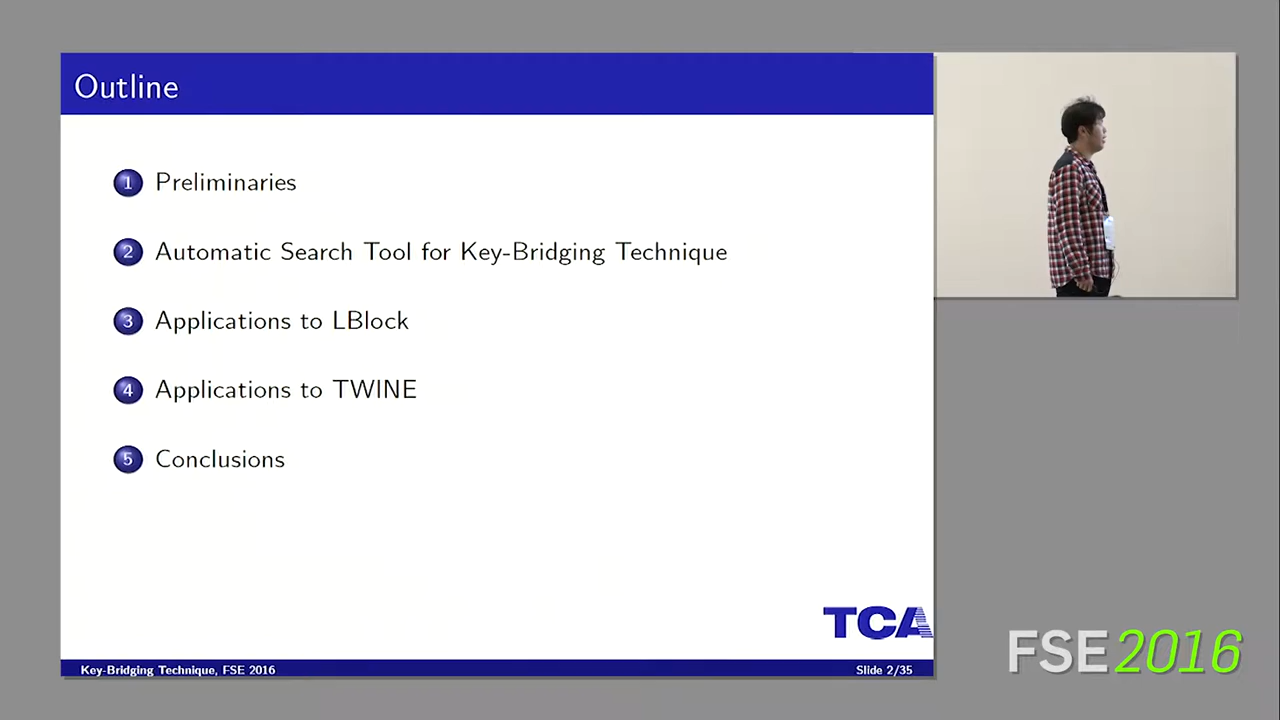 Outline
1 Preliminaries
2 Automatic Search Tool for Key-Bridging Technique
3 Applications to LBlock
4 Applications to TWINE
5 Conclusions
TCA
Key-Bridging Technique, FSE 2016
Slide 2/35
FSE 2016